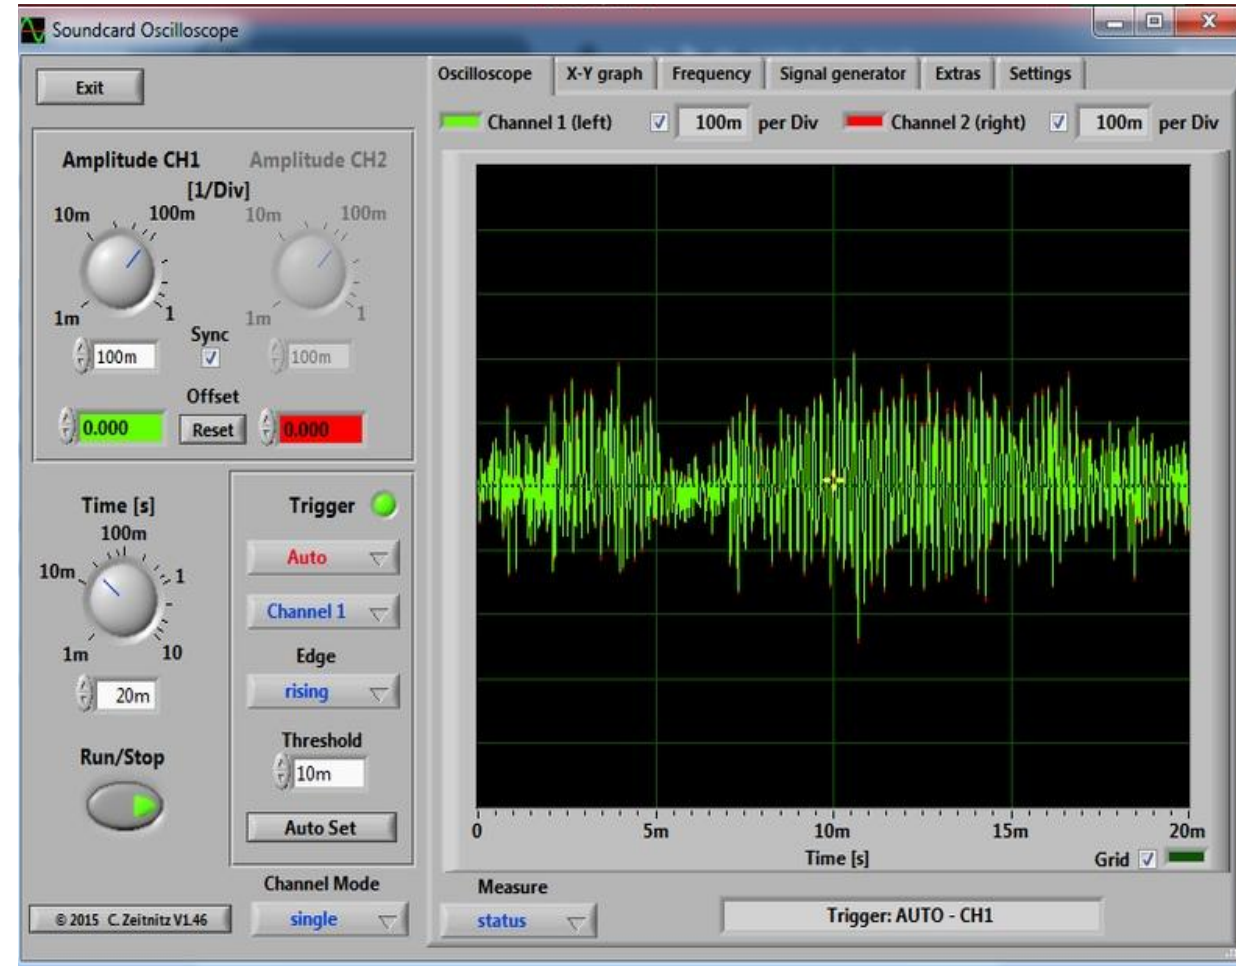 Soundcard Oscilloscope
Exit
Oscilloscope X-Y graph Frequency Signal generator Extras Settings
Channel 1 (left) 100m per Div Channel 2 (right) 100m per Div
Amplitude CH1 Amplitude CH2
[1/Div]
10m 100m 10m 100m
1m 1 1m 1
Sync
100m 100m
Offset
0.000 Reset 0.000
Time [s]
100m
10m 1
1m 10
20m
Run/Stop
Trigger
Auto
Channel 1
Edge
rising
Threshold
10m
Auto Set
0 5m 10m 15m 20m
Time [s]
Grid
Channel Mode
single
© 2015 C. Zeitnitz V1.46
Measure
status
Trigger: AUTO - CH1